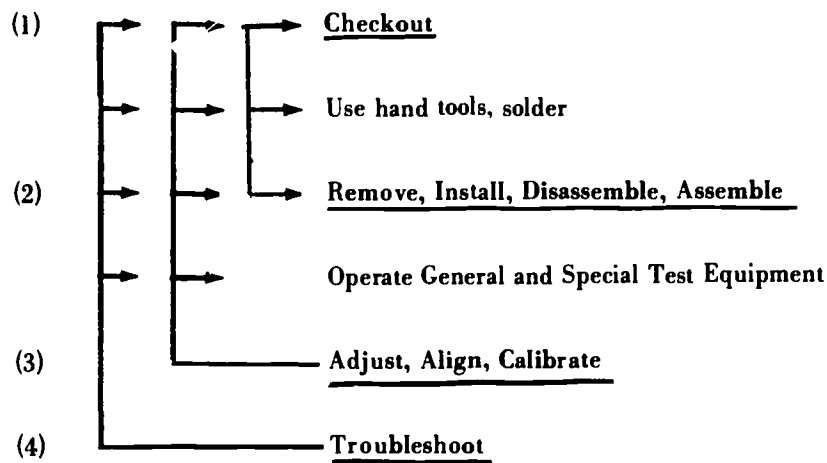 (1) Checkout
Use hand tools, solder
(2) Remove, Install, Disassemble, Assemble
Operate General and Special Test Equipment
(3) Adjust, Align, Calibrate
(4) Troubleshoot